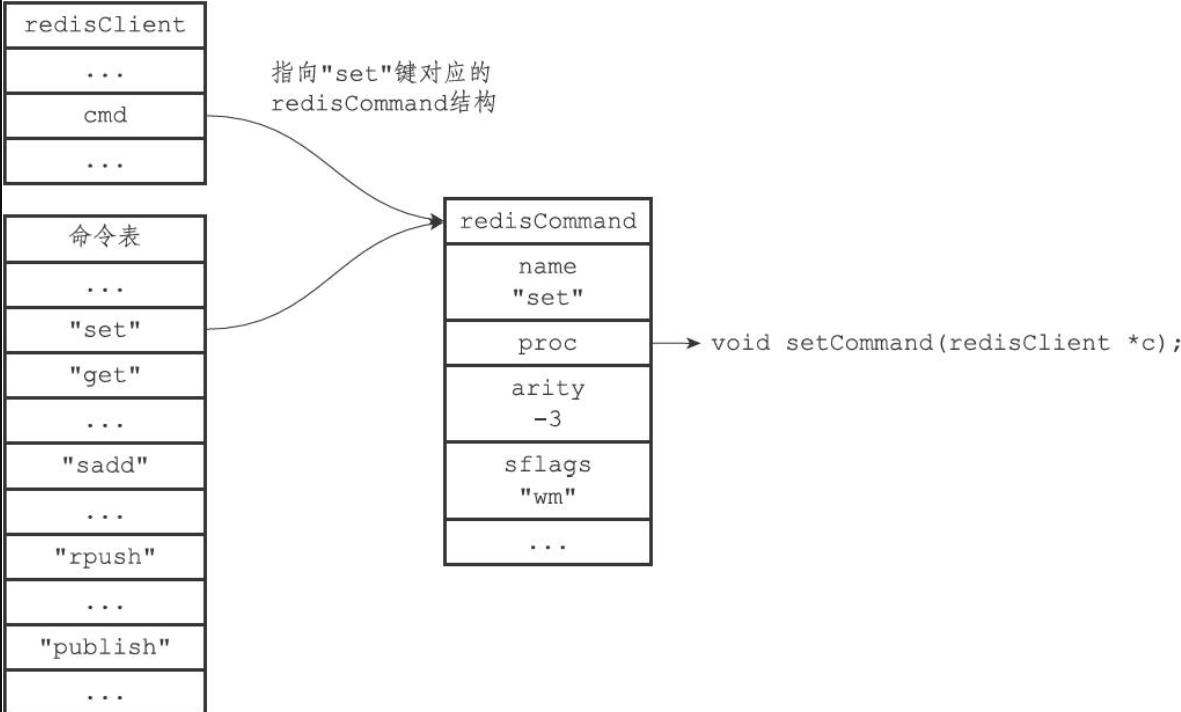 redisClient
...
cmd
...
指向"set"键对应的
redisCommand结构
命令表
...
"set"
"get"
...
"sadd"
...
"rpush"
...
"publish"
...
redisCommand
name
"set"
proc
arity
-3
sflags
"wm"
...
void setCommand(redisClient *c);